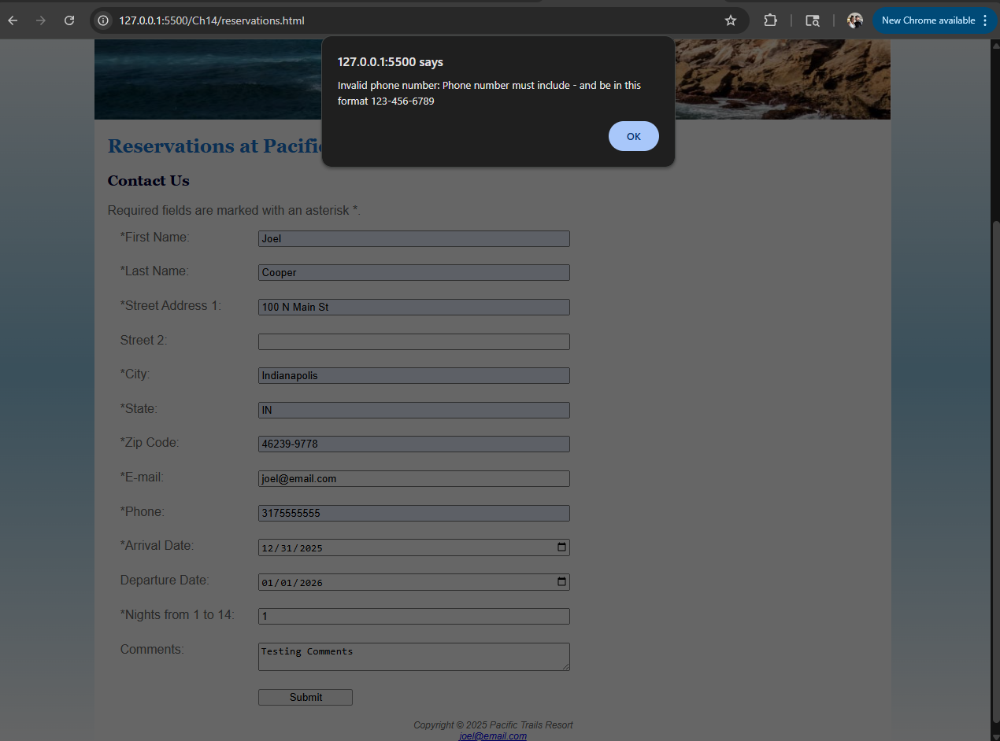 127.0.0.1:5500/Ch14/reservations.html
New Chrome available
127.0.0.1:5500 says
Invalid phone number: Phone number must include - and be in this
format 123-456-6789
OK
Reservations at Pacific
Contact Us
Required fields are marked with an asterisk *.
*First Name: Joel
*Last Name: Cooper
*Street Address 1: 100 N Main St
Street 2:
*City: Indianapolis
*State: IN
*Zip Code: 46239-9778
*E-mail: joel@email.com
*Phone: 3175555555
*Arrival Date: 12/31/2025
Departure Date: 01/01/2026
*Nights from 1 to 14: 1
Comments: Testing Comments
Submit
Copyright © 2025 Pacific Trails Resort
joel@email.com